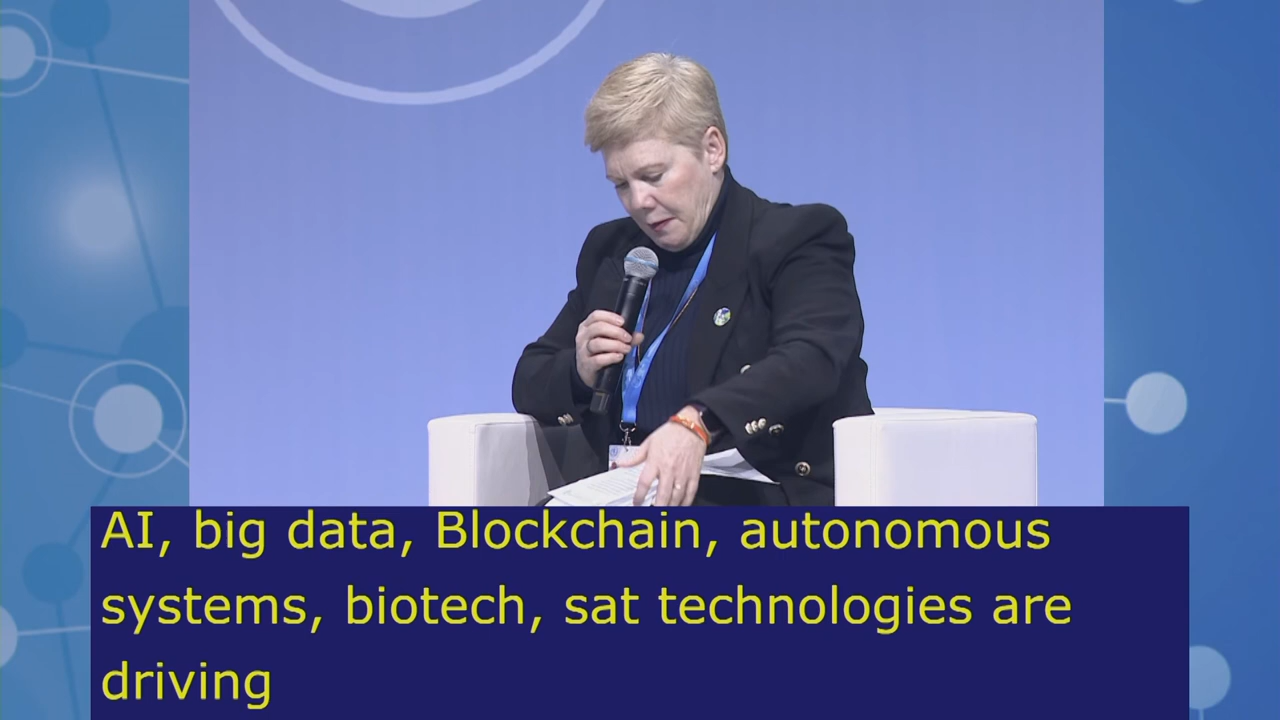 AI, big data, Blockchain, autonomous
systems, biotech, sat technologies are
driving